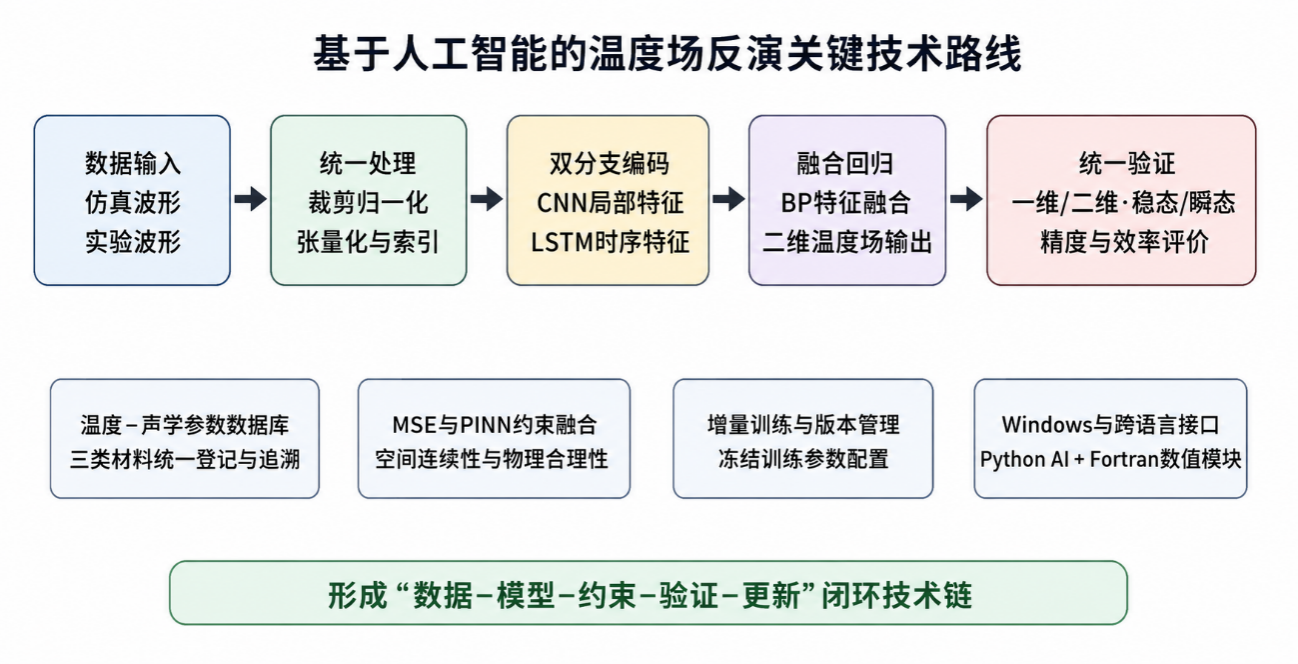 基于人工智能的温度场反演关键技术路线
数据输入
仿真波形
实验波形
统一处理
裁剪归一化
张量化与索引
双分支编码
CNN局部特征
LSTM时序特征
融合回归
BP特征融合
二维温度场输出
统一验证
一维/二维·稳态/瞬态
精度与效率评价
温度–声学参数数据库
三类材料统一登记与追溯
MSE与PINN约束融合
空间连续性与物理合理性
增量训练与版本管理
冻结训练参数配置
Windows与跨语言接口
Python AI + Fortran数值模块
形成“数据–模型–约束–验证–更新”闭环技术链